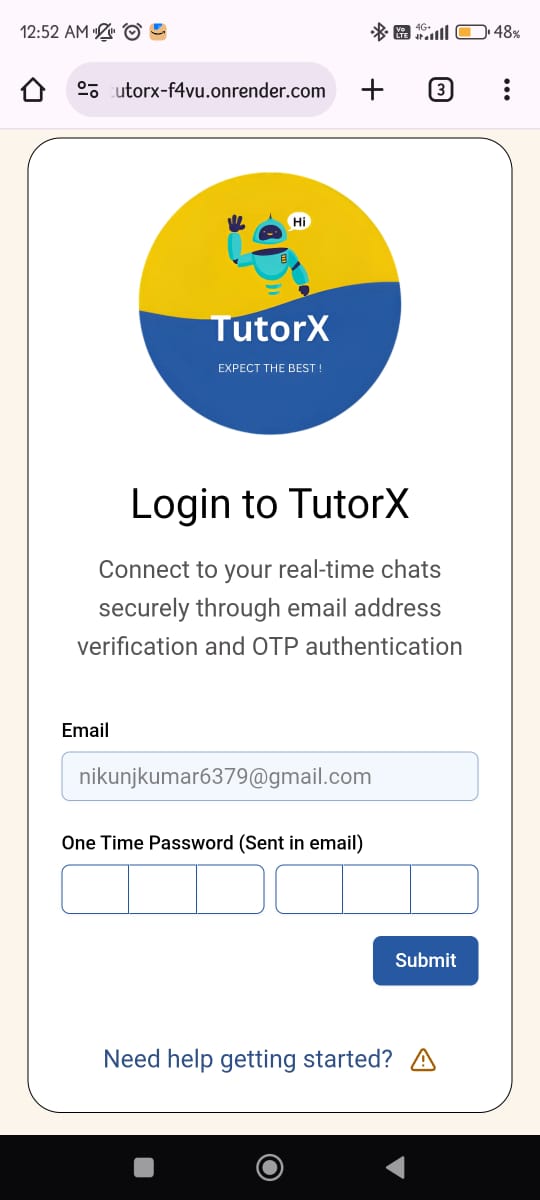 12:52 AM
4G+
Vo LTE
48%
utorx-f4vu.onrender.com
3
Hi
TutorX
EXPECT THE BEST !
Login to TutorX
Connect to your real-time chats
securely through email address
verification and OTP authentication
Email
nikunjkumar6379@gmail.com
One Time Password (Sent in email)
Submit
Need help getting started?